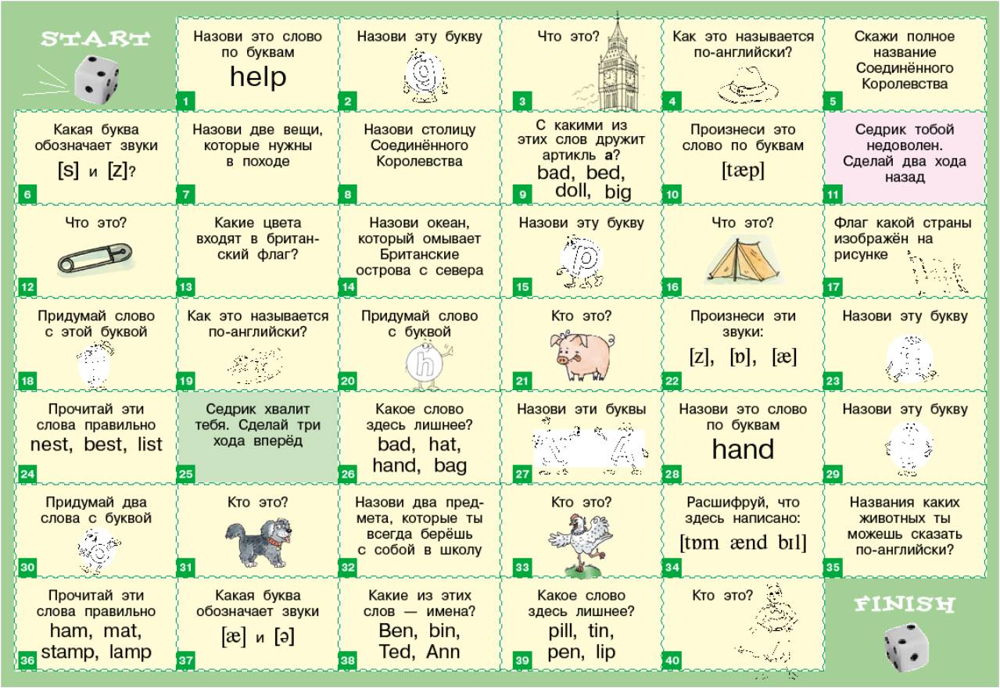 START
Назови это слово
по буквам
help
1
Назови эту букву
g
2
Что это?
3
Как это называется
по-английски?
4
Скажи полное
название
Соединённого
Королевства
5
Какая буква
обозначает звуки
[s] и [z]?
6
Назови две вещи,
которые нужны
в походе
7
Назови столицу
Соединённого
Королевства
8
С какими из
этих слов дружит
артикль а?
bad, bed,
doll, big
9
Произнеси это
слово по буквам
[tæp]
10
Седрик тобой
недоволен.
Сделай два хода
назад
11
Что это?
12
Какие цвета
входят в британ-
ский флаг?
13
Назови океан,
который омывает
Британские
острова с севера
14
Назови эту букву
p
15
Что это?
16
Флаг какой страны
изображён на
рисунке
17
Придумай слово
с этой буквой
18
Как это называется
по-английски?
19
Придумай слово
с буквой
h
20
Кто это?
21
Произнеси эти
звуки:
[z], [ɒ], [æ]
22
Назови эту букву
23
Прочитай эти
слова правильно
nest, best, list
24
Седрик хвалит
тебя. Сделай три
хода вперёд
25
Какое слово
здесь лишнее?
bad, hat,
hand, bag
26
Назови эти буквы
27
Назови это слово
по буквам
hand
28
Назови эту букву
29
Придумай два
слова с буквой
30
Кто это?
31
Назови два пред-
мета, которые ты
всегда берёшь
с собой в школу
32
Кто это?
33
Расшифруй, что
здесь написано:
[tɒm ænd bɪl]
34
Названия каких
животных ты
можешь сказать
по-английски?
35
Прочитай эти
слова правильно
ham, mat,
stamp, lamp
36
Какая буква
обозначает звуки
[æ] и [ə]
37
Какие из этих
слов — имена?
Ben, bin,
Ted, Ann
38
Какое слово
здесь лишнее?
pill, tin,
pen, lip
39
Кто это?
40
FINISH